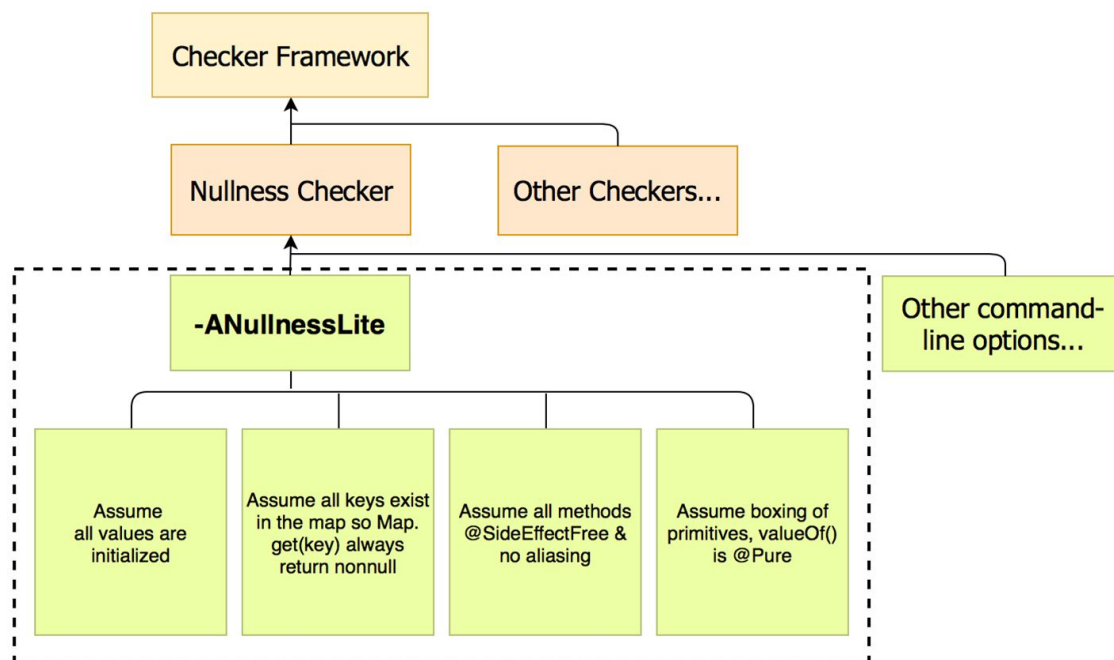 Checker Framework
Nullness Checker
Other Checkers...
-ANullnessLite
Other command-
line options...
Assume
all values are
initialized
Assume all keys exist
in the map so Map.
get(key) always
return nonnull
Assume all methods
@SideEffectFree &
no aliasing
Assume boxing of
primitives, valueOf()
is @Pure